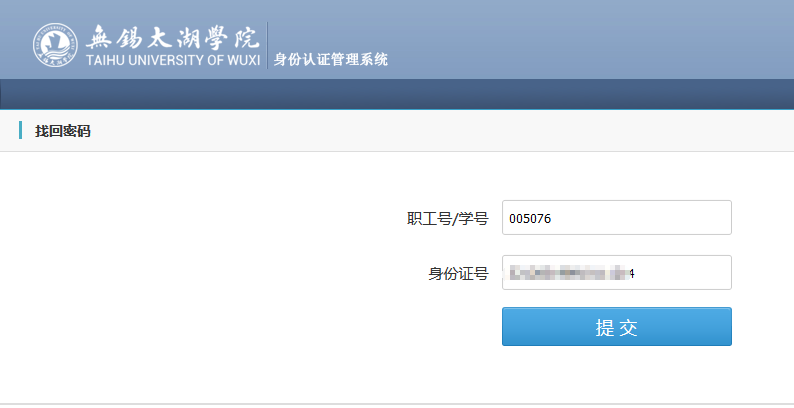 無錫太湖學院
TAIHU UNIVERSITY OF WUXI
身份认证管理系统
找回密码
职工号/学号 005076
身份证号 4
提 交